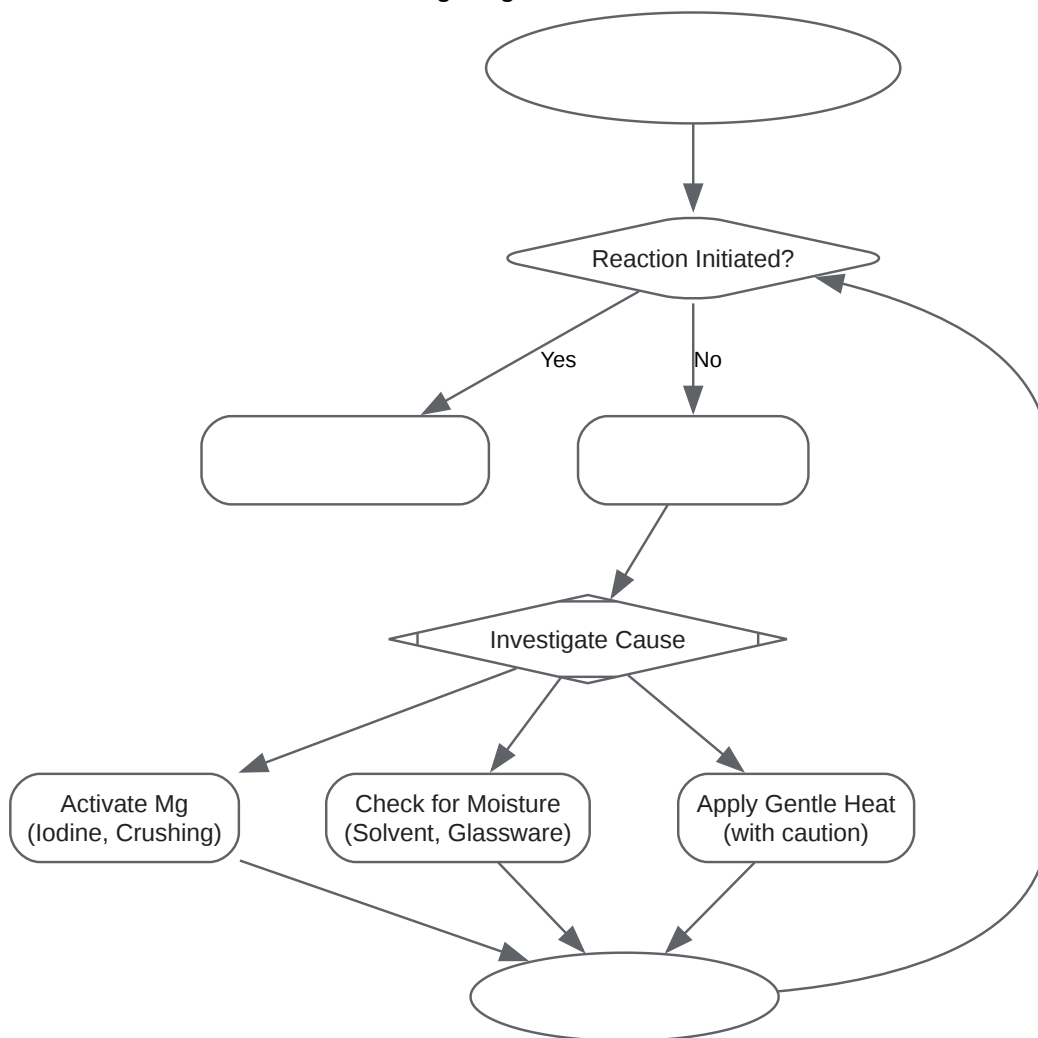 Reaction Initiated?
Yes
No
Investigate Cause
Activate Mg
(Iodine, Crushing)
Check for Moisture
(Solvent, Glassware)
Apply Gentle Heat
(with caution)